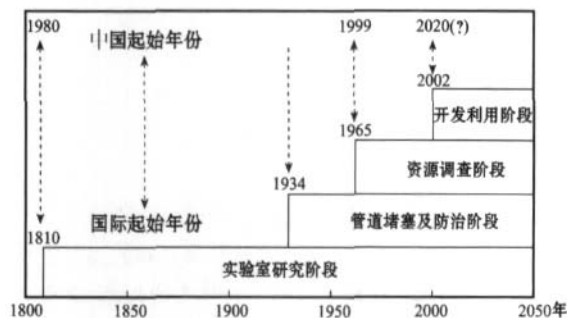 1980
中国起始年份
1999
2020(?)
2002
开发利用阶段
1965
资源调查阶段
1934
管道堵塞及防治阶段
国际起始年份
1810
实验室研究阶段
1800 1850 1900 1950 2000 2050年